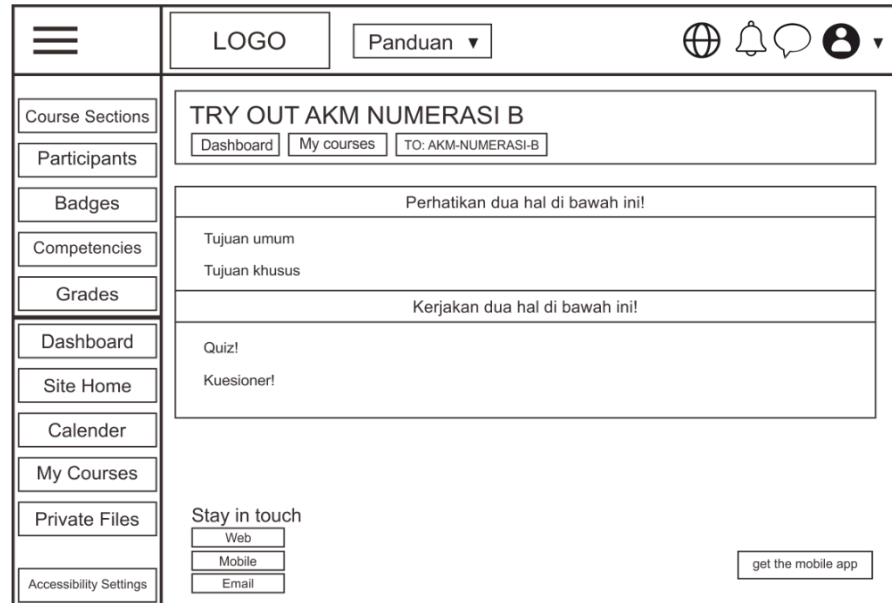 LOGO
Panduan ▼
Course Sections
Participants
Badges
Competencies
Grades
Dashboard
Site Home
Calender
My Courses
Private Files
Accessibility Settings
TRY OUT AKM NUMERASI B
Dashboard My courses TO: AKM-NUMERASI-B
Perhatikan dua hal di bawah ini!
Tujuan umum
Tujuan khusus
Kerjakan dua hal di bawah ini!
Quiz!
Kuesioner!
Stay in touch
Web
Mobile
Email
get the mobile app